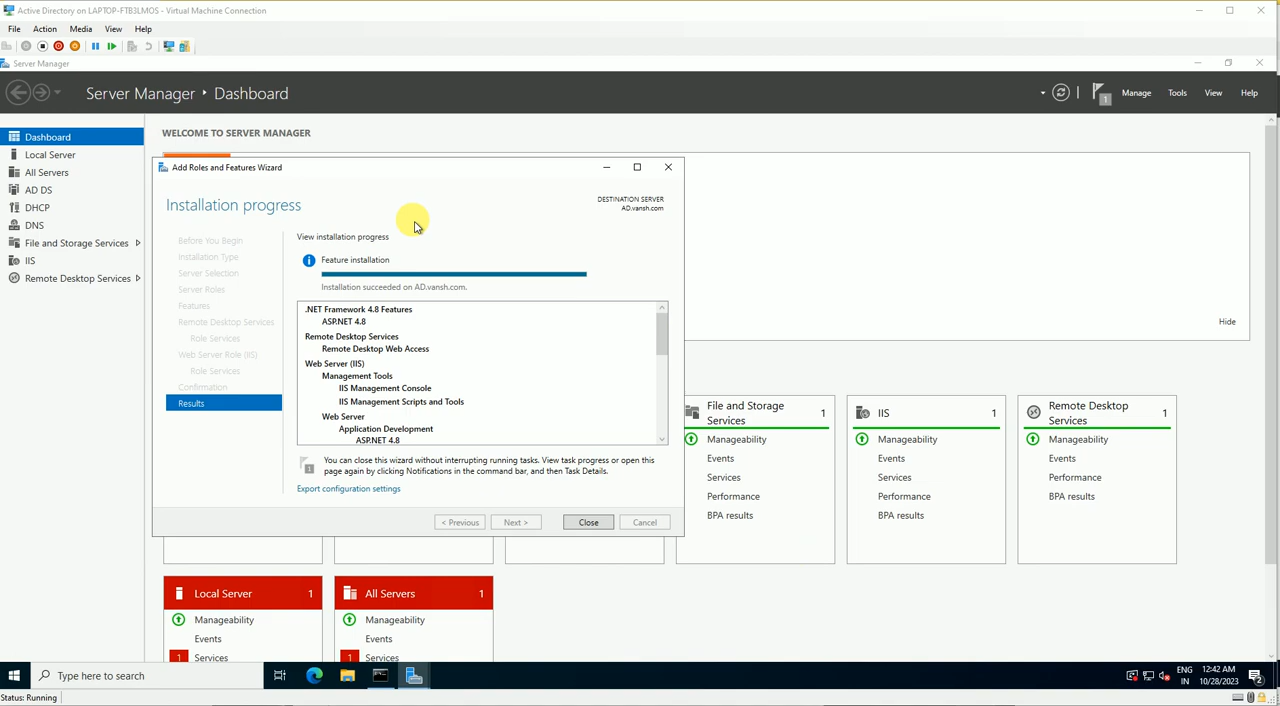 Active Directory on LAPTOP-FTB3LMOS - Virtual Machine Connection
File Action Media View Help
Server Manager
Server Manager ‣ Dashboard
1
Manage Tools View Help
Dashboard
Local Server
All Servers
AD DS
DHCP
DNS
File and Storage Services
IIS
Remote Desktop Services
WELCOME TO SERVER MANAGER
Hide
Add Roles and Features Wizard
Installation progress
DESTINATION SERVER
AD.vansh.com
Before You Begin
Installation Type
Server Selection
Server Roles
Features
Remote Desktop Services
Role Services
Web Server Role (IIS)
Role Services
Confirmation
Results
View installation progress
Feature installation
Installation succeeded on AD.vansh.com.
.NET Framework 4.8 Features
ASP.NET 4.8
Remote Desktop Services
Remote Desktop Web Access
Web Server (IIS)
Management Tools
IIS Management Console
IIS Management Scripts and Tools
Web Server
Application Development
ASP.NET 4.8
1
You can close this wizard without interrupting running tasks. View task progress or open this
page again by clicking Notifications in the command bar, and then Task Details.
Export configuration settings
< Previous Next > Close Cancel
File and Storage
Services 1
Manageability
Events
Services
Performance
BPA results
IIS 1
Manageability
Events
Services
Performance
BPA results
Remote Desktop
Services 1
Manageability
Events
Performance
BPA results
Local Server 1
Manageability
Events
1 Services
All Servers 1
Manageability
Events
1 Services
Type here to search
ENG
IN
12:42 AM
10/28/2023
2
Status: Running